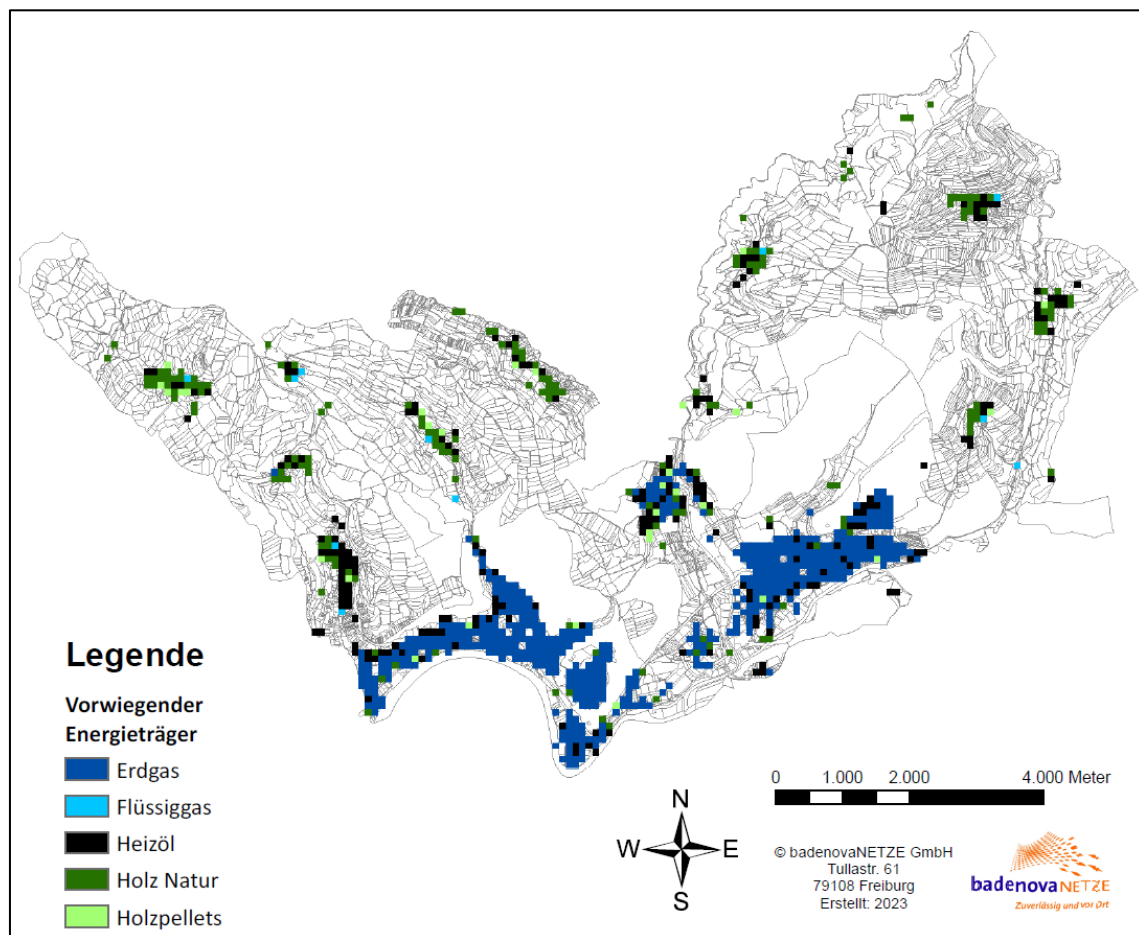 Legende
Vorwiegender
Energieträger
Erdgas
Flüssiggas
Heizöl
Holz Natur
Holzpellets
N
W E
S
0 1.000 2.000 4.000 Meter
© badenovaNETZE GmbH
Tullastr. 61
79108 Freiburg
Erstellt: 2023
badenovaNETZE
Zuverlässig und vor Ort